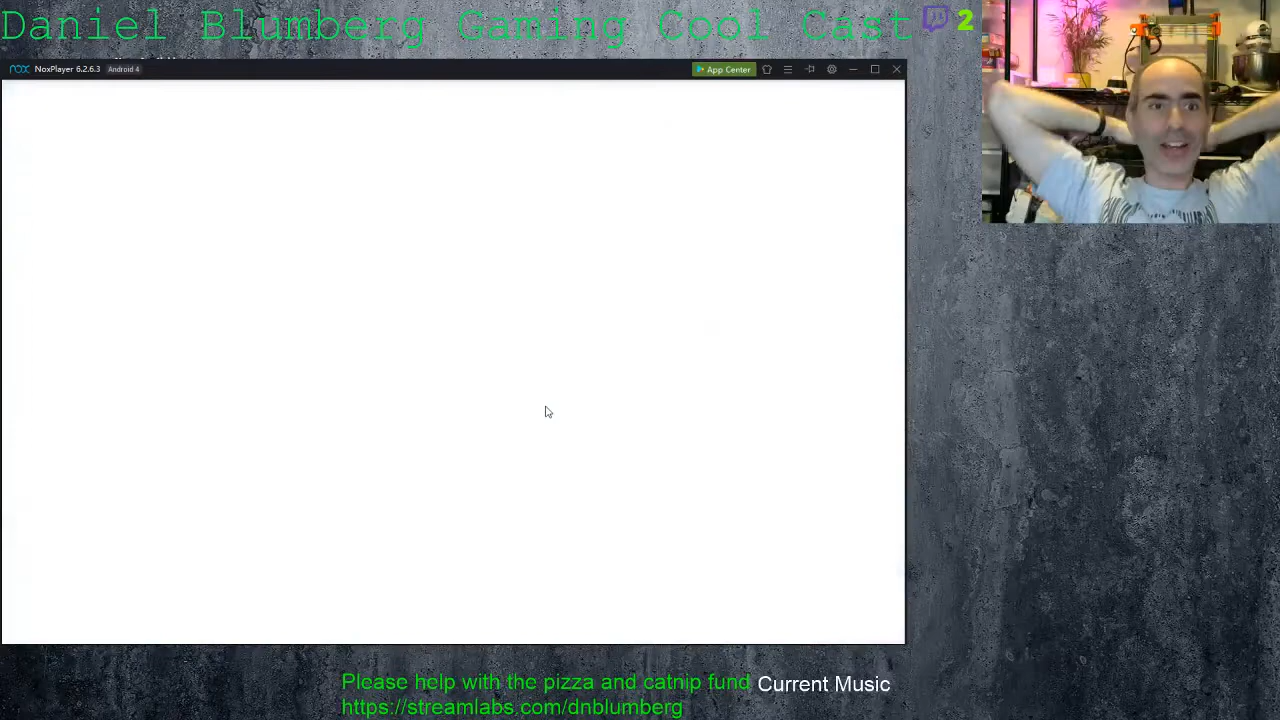 Daniel Blumberg Gaming Cool Cast 2
nox NoxPlayer 6.2.6.3 Android 4 App Center
Please help with the pizza and catnip fund Current Music
https://streamlabs.com/dnblumberg